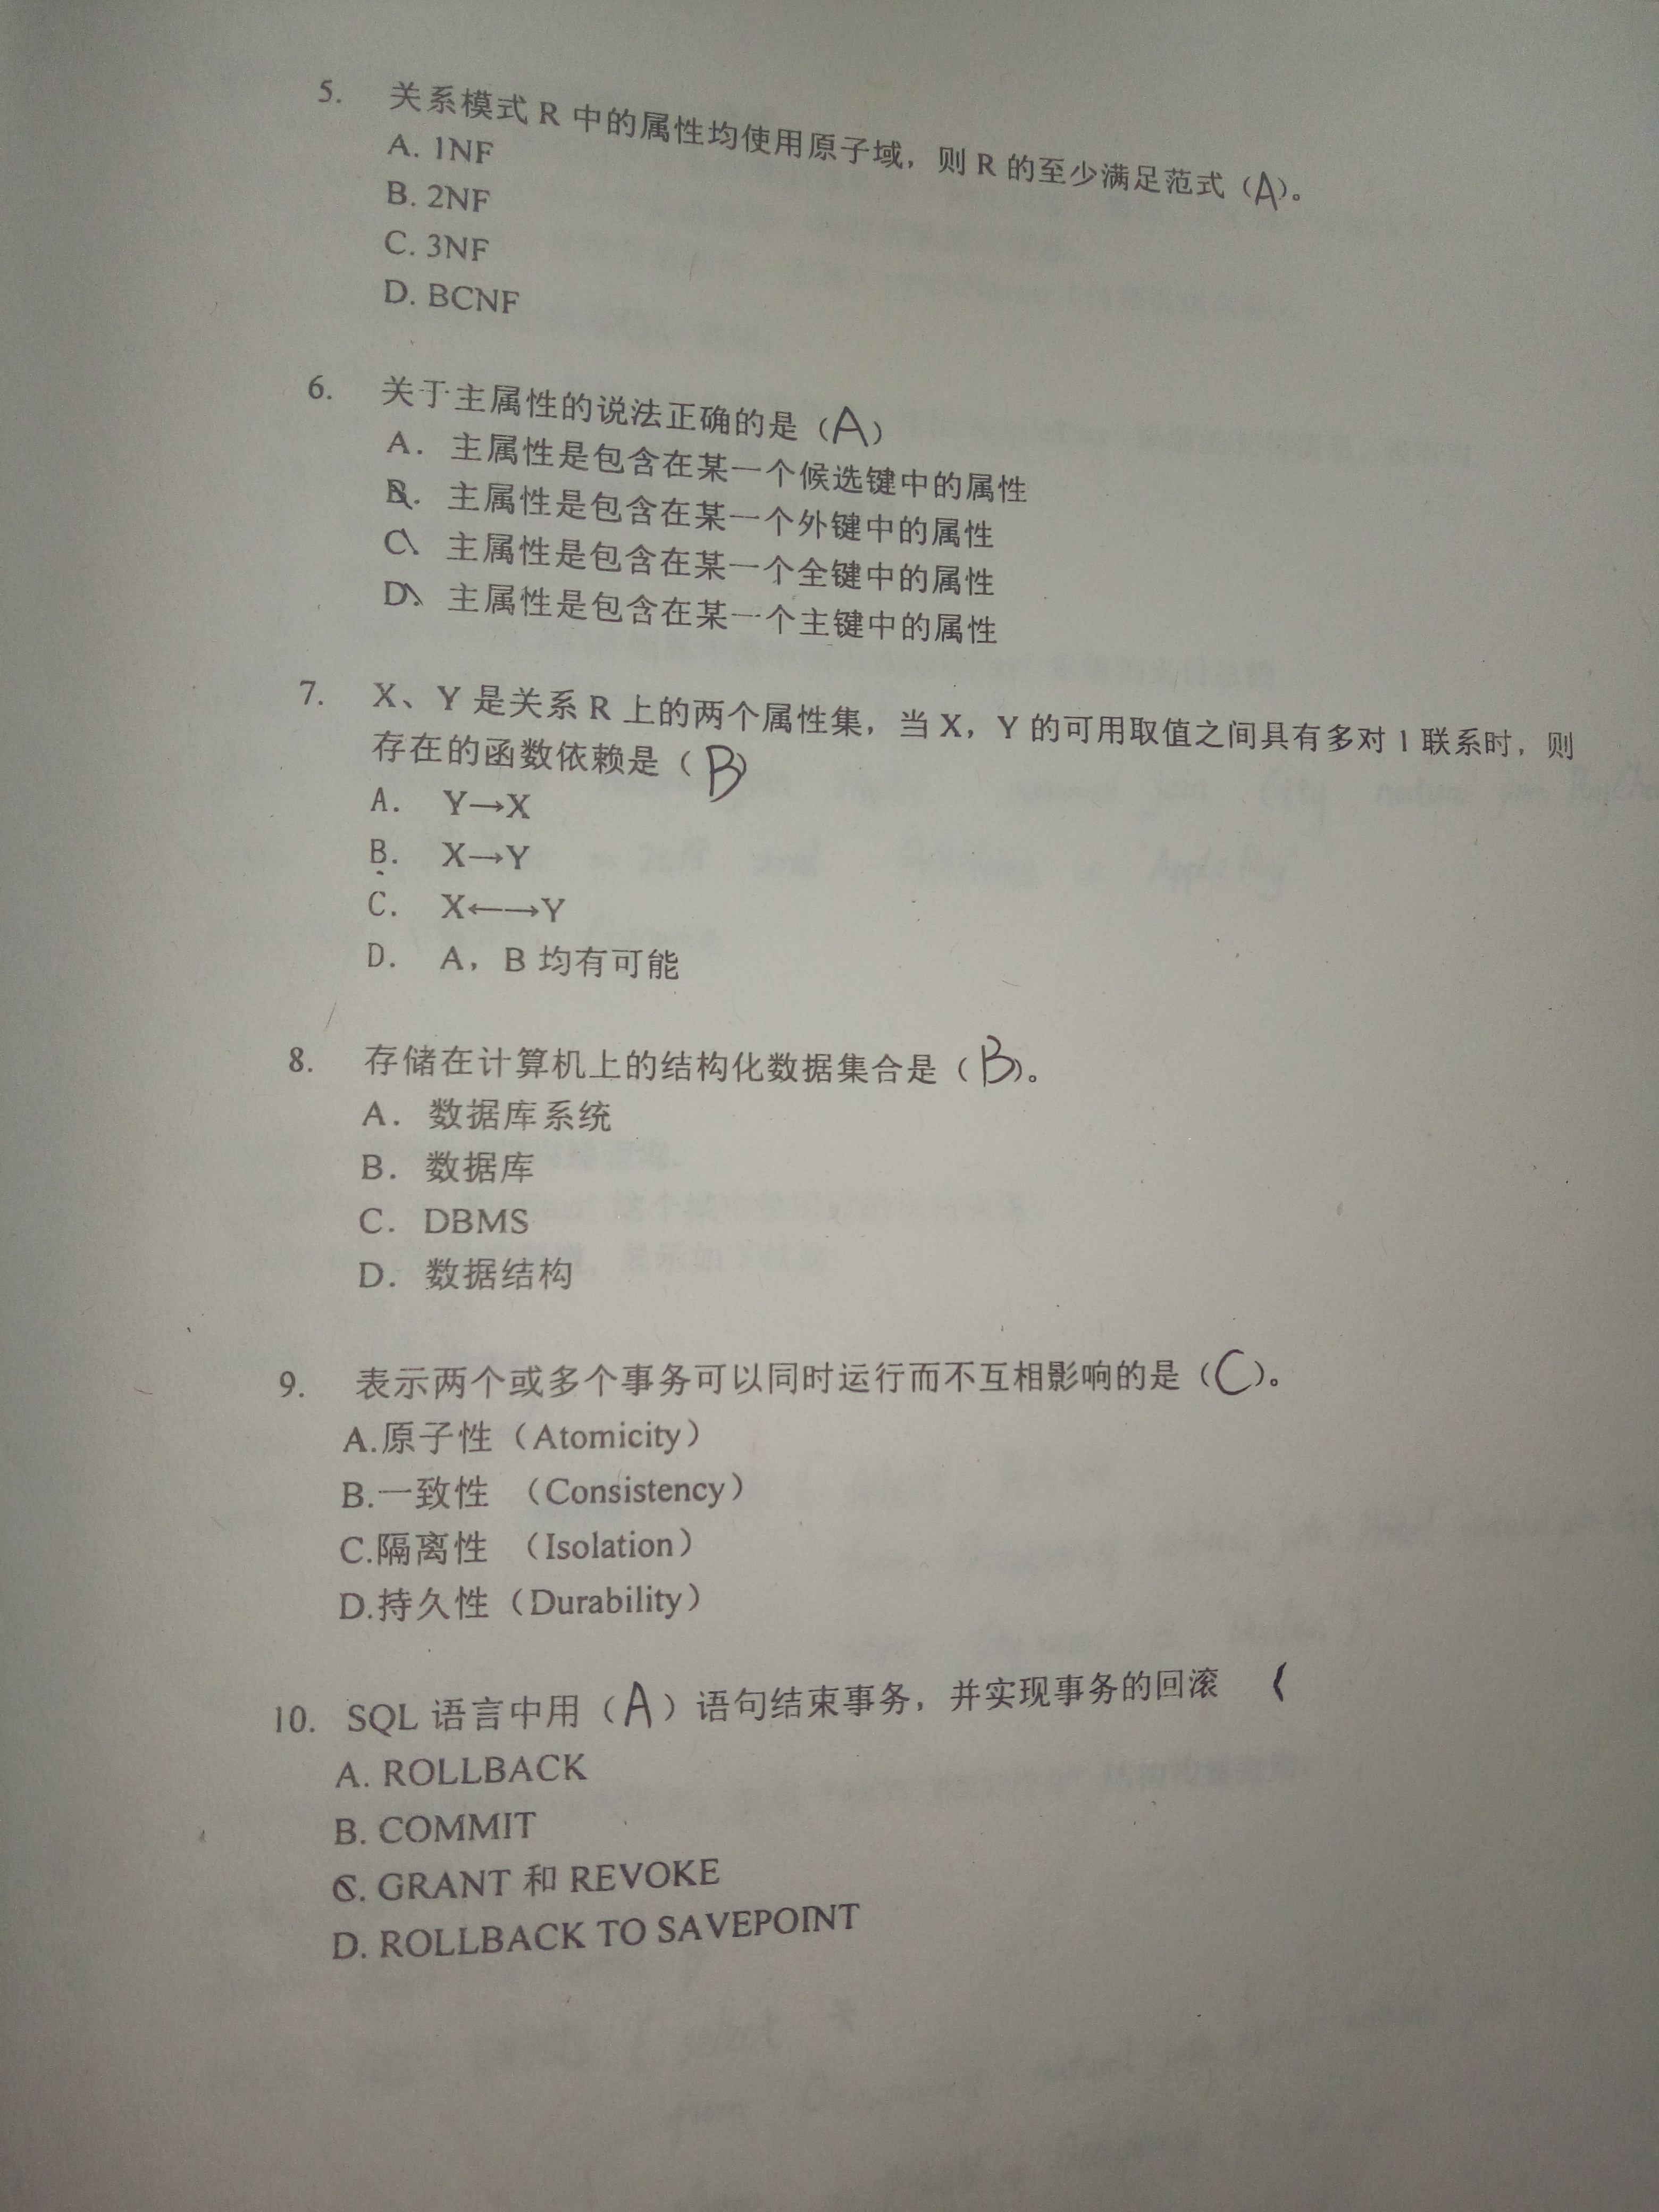 5. 关系模式 R 中的属性均使用原子域，则 R 的至少满足范式（A）。
A. 1NF
B. 2NF
C. 3NF
D. BCNF
6. 关于主属性的说法正确的是（A）
A. 主属性是包含在某一个候选键中的属性
B. 主属性是包含在某一个外键中的属性
C. 主属性是包含在某一个全键中的属性
D. 主属性是包含在某一个主键中的属性
7. X、Y 是关系 R 上的两个属性集，当 X，Y 的可用取值之间具有多对 1 联系时，则
存在的函数依赖是（B）
A. Y→X
B. X→Y
C. X←→Y
D. A，B 均有可能
8. 存储在计算机上的结构化数据集合是（B）。
A. 数据库系统
B. 数据库
C. DBMS
D. 数据结构
9. 表示两个或多个事务可以同时运行而不互相影响的是（C）。
A.原子性（Atomicity）
B.一致性 （Consistency）
C.隔离性 （Isolation）
D.持久性（Durability）
10. SQL 语言中用（A）语句结束事务，并实现事务的回滚 （
A. ROLLBACK
B. COMMIT
C. GRANT 和 REVOKE
D. ROLLBACK TO SAVEPOINT